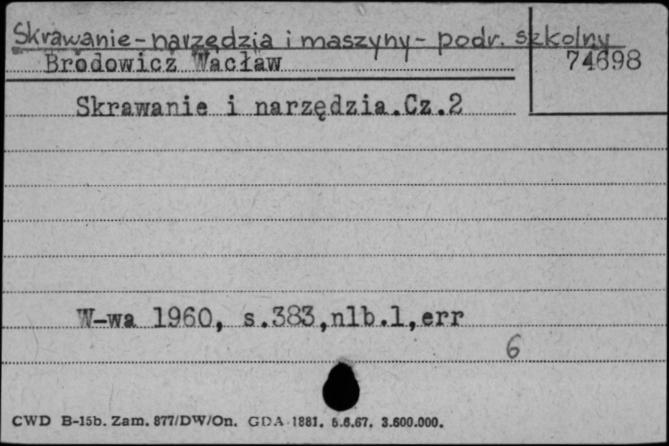 Skrawanie - narzędzia i maszyny - podr. szkolny
Brodowicz Wacław
74698
Skrawanie i narzędzia.Cz.2
W-wa 1960, s.383,nlb.1,err
6
CWD B-15b. Zam. 877/DW/On. GDA 1881. 5.6.67. 3.600.000.